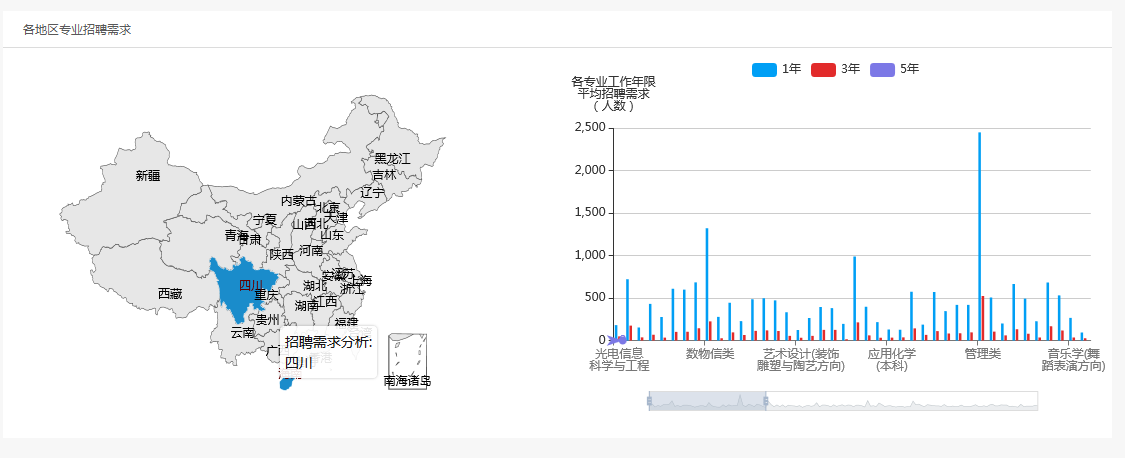 各地区专业招聘需求
1年
3年
5年
各专业工作年限
平均招聘需求
（人数）
2,500
2,000
1,500
1,000
500
0
光电信息
科学与工程
数物信类
艺术设计(装饰
雕塑与陶艺方向)
应用化学
(本科)
管理类
音乐学(舞
蹈表演方向)
黑龙江
吉林
辽宁
新疆
内蒙古
北京
天津
宁夏
山西
河北
山东
青海
甘肃
陕西
河南
四川
重庆
西藏
湖北
安徽
江苏
上海
浙江
湖南
江西
贵州
云南
福建
招聘需求分析:
四川
南海诸岛